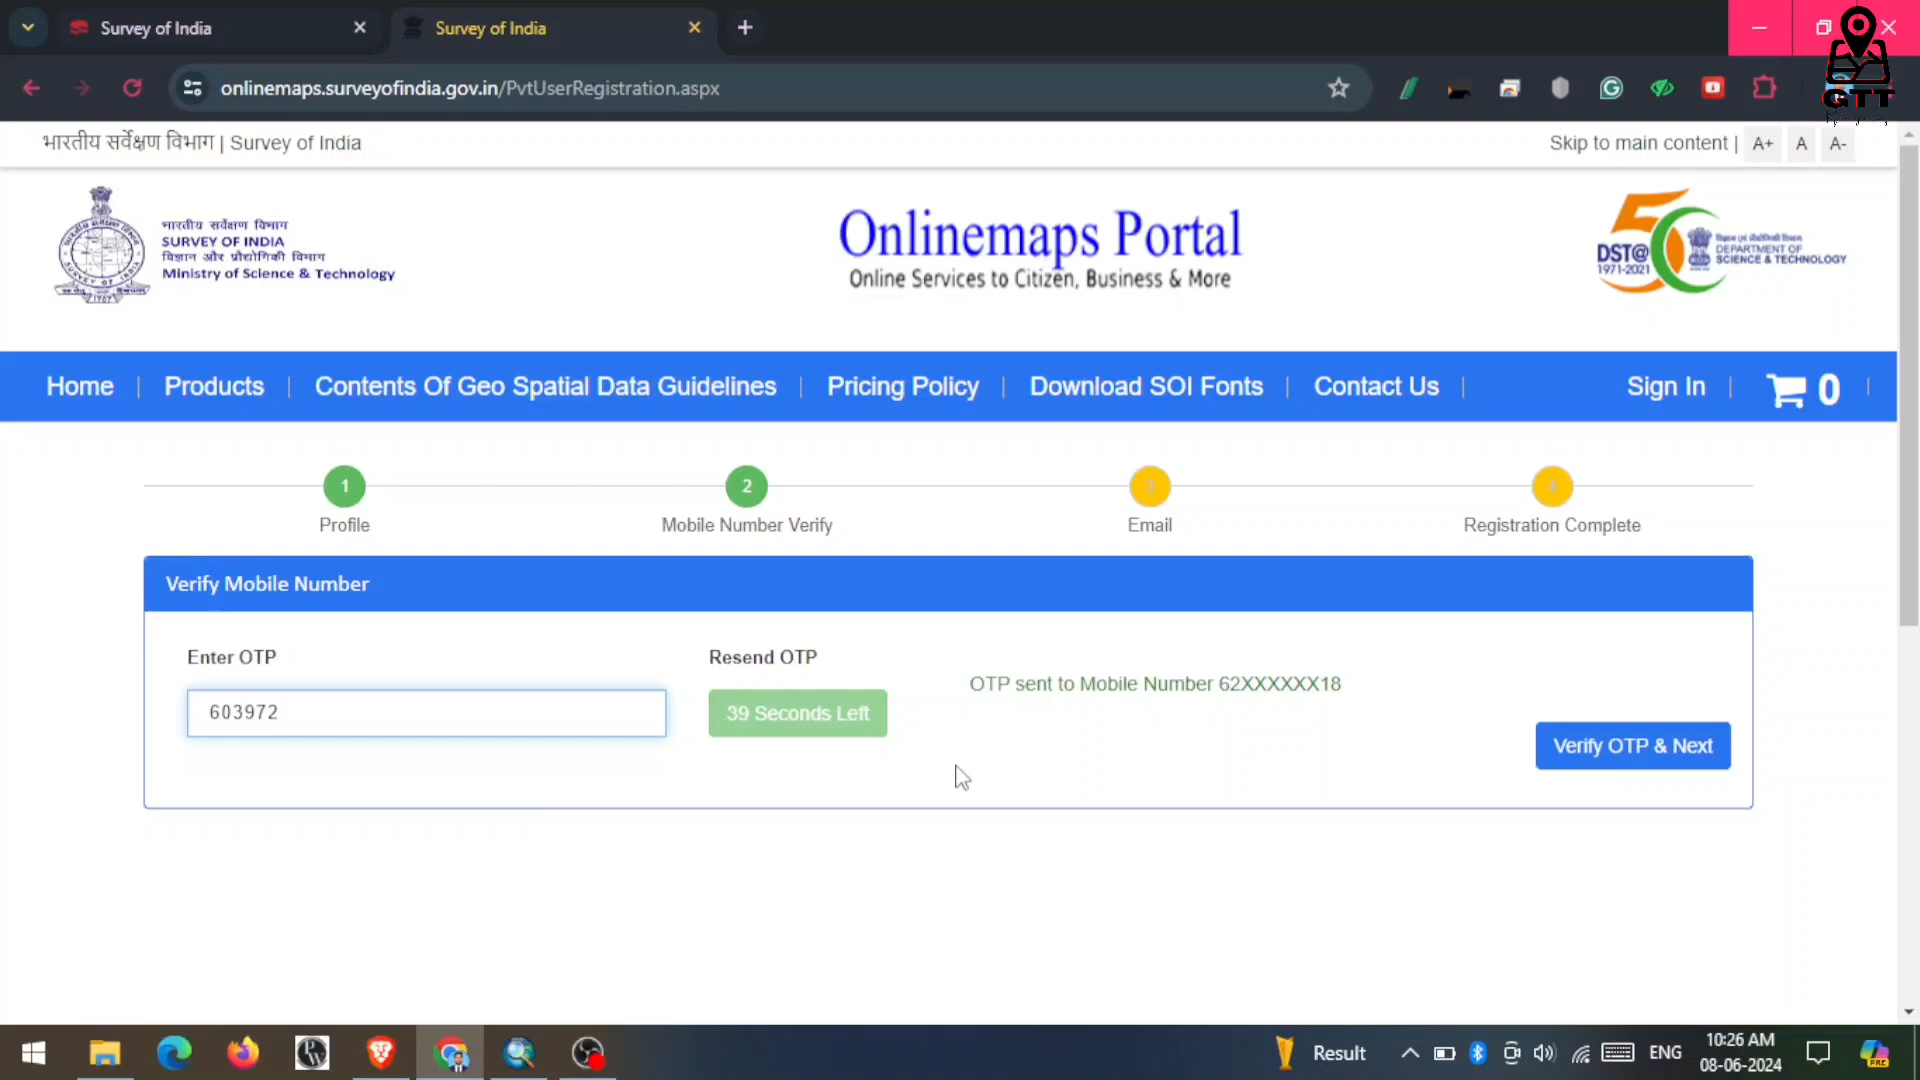 Survey of India
Survey of India
onlinemaps.surveyofindia.gov.in/PvtUserRegistration.aspx
GTT
भारतीय सर्वेक्षण विभाग | Survey of India
Skip to main content | A+ A A-
भारतीय सर्वेक्षण विभाग
SURVEY OF INDIA
विज्ञान और प्रौद्योगिकी विभाग
Ministry of Science & Technology
Onlinemaps Portal
Online Services to Citizen, Business & More
DST@
1971-2021
50
DEPARTMENT OF
SCIENCE & TECHNOLOGY
Home | Products | Contents Of Geo Spatial Data Guidelines | Pricing Policy | Download SOI Fonts | Contact Us | Sign In | 0 |
1 2 3 4
Profile Mobile Number Verify Email Registration Complete
Verify Mobile Number
Enter OTP Resend OTP
OTP sent to Mobile Number 62XXXXXX18
603972 39 Seconds Left
Verify OTP & Next
Result ENG 10:26 AM
08-06-2024